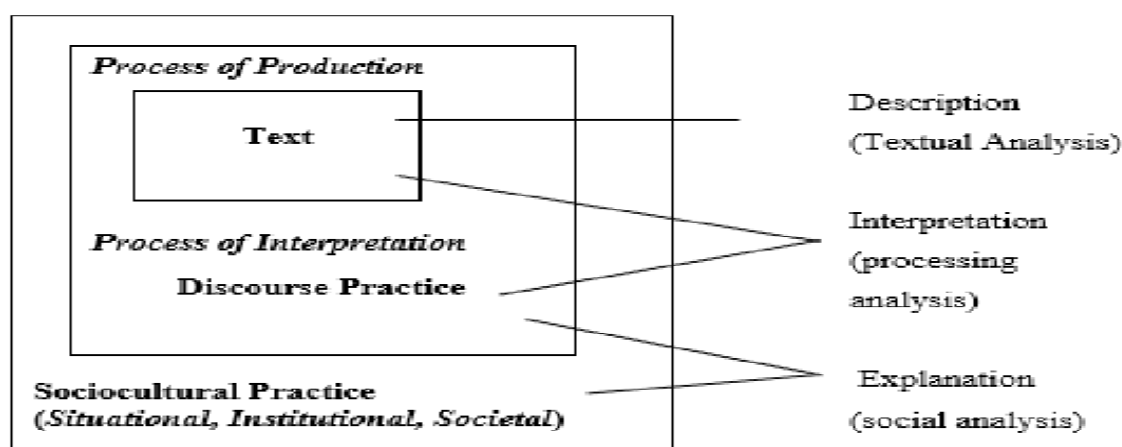 Process of Production
Text
Process of Interpretation
Discourse Practice
Sociocultural Practice
(Situational, Institutional, Societal)
Description
(Textual Analysis)
Interpretation
(processing
analysis)
Explanation
(social analysis)